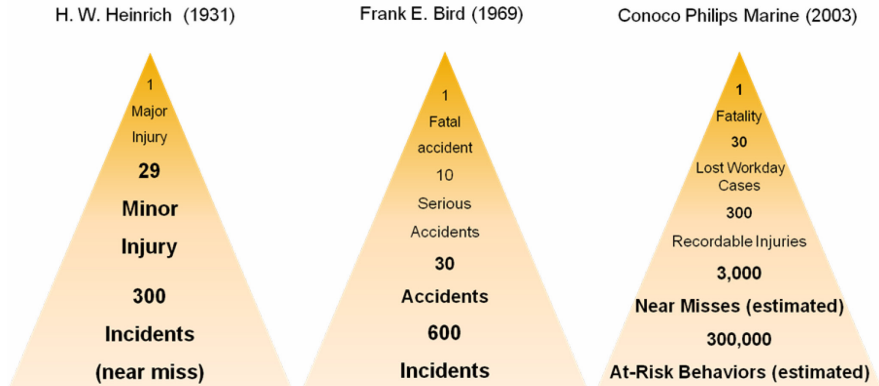 H. W. Heinrich (1931)
1
Major
Injury
29
Minor
Injury
300
Incidents
(near miss)
Frank E. Bird (1969)
1
Fatal
accident
10
Serious
Accidents
30
Accidents
600
Incidents
Conoco Philips Marine (2003)
1
Fatality
30
Lost Workday
Cases
300
Recordable Injuries
3,000
Near Misses (estimated)
300,000
At-Risk Behaviors (estimated)